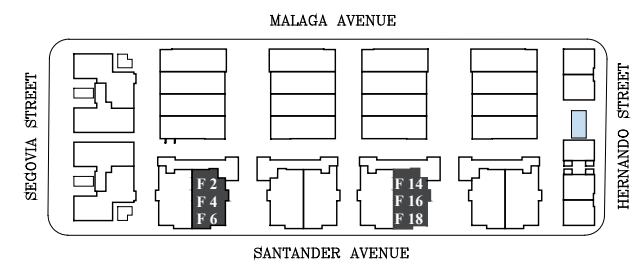 MALAGA AVENUE
SEGOVIA STREET
HERNANDO STREET
F 2
F 4
F 6
F 14
F 16
F 18
SANTANDER AVENUE